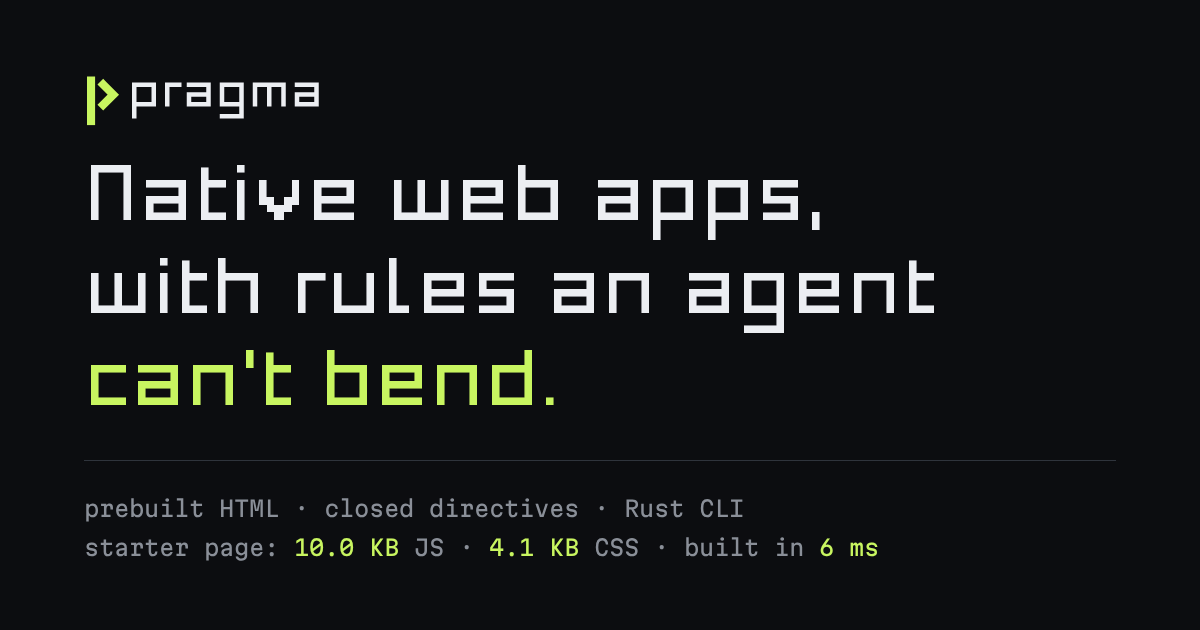 pragma
Native web apps,
with rules an agent
can't bend.
prebuilt HTML · closed directives · Rust CLI
starter page: 10.0 KB JS · 4.1 KB CSS · built in 6 ms